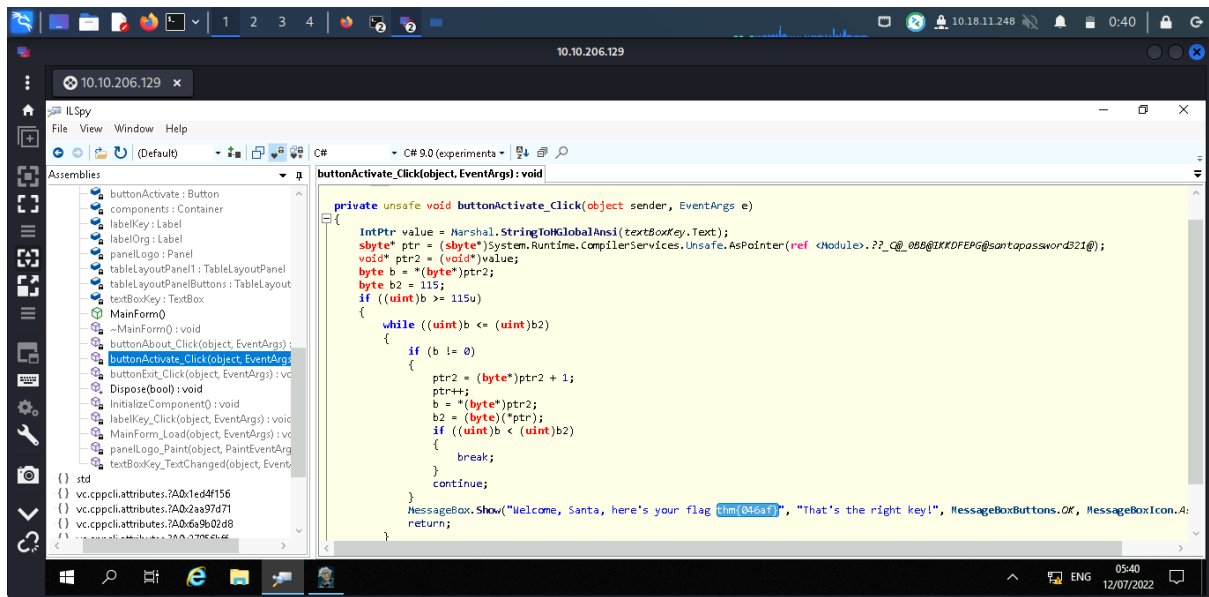 1 2 3 4
10.18.11.248
0:40
10.10.206.129
10.10.206.129 ×
ILSpy
File View Window Help
(Default) C# C# 9.0 (experimenta
Assemblies
buttonActivate_Click(object, EventArgs) : void
buttonActivate : Button
components : Container
labelKey : Label
labelOrg : Label
panelLogo : Panel
tableLayoutPanel1 : TableLayoutPanel
tableLayoutPanelButtons : TableLayout
textBoxKey : TextBox
MainForm()
~MainForm() : void
buttonAbout_Click(object, EventArgs) :
buttonActivate_Click(object, EventArgs
buttonExit_Click(object, EventArgs) : vo
Dispose(bool) : void
InitializeComponent() : void
labelKey_Click(object, EventArgs) : void
MainForm_Load(object, EventArgs) : vo
panelLogo_Paint(object, PaintEventArg
textBoxKey_TextChanged(object, Event
{ } std
{ } vc.cppcli.attributes.?A0x1ed4f156
{ } vc.cppcli.attributes.?A0x2aa97d71
{ } vc.cppcli.attributes.?A0x6a9b02d8
private unsafe void buttonActivate_Click(object sender, EventArgs e)
{
IntPtr value = Marshal.StringToHGlobalAnsi(textBoxKey.Text);
sbyte* ptr = (sbyte*)System.Runtime.CompilerServices.Unsafe.AsPointer(ref <Module>.??_C@_0BB@IKKDFEPG@santapassword321@);
void* ptr2 = (void*)value;
byte b = *(byte*)ptr2;
byte b2 = 115;
if ((uint)b >= 115u)
{
while ((uint)b <= (uint)b2)
{
if (b != 0)
{
ptr2 = (byte*)ptr2 + 1;
ptr++;
b = *(byte*)ptr2;
b2 = (byte)(*ptr);
if ((uint)b < (uint)b2)
{
break;
}
continue;
}
MessageBox.Show("Welcome, Santa, here's your flag thm{046af}", "That's the right key!", MessageBoxButtons.OK, MessageBoxIcon.A
return;
}
ENG
05:40
12/07/2022